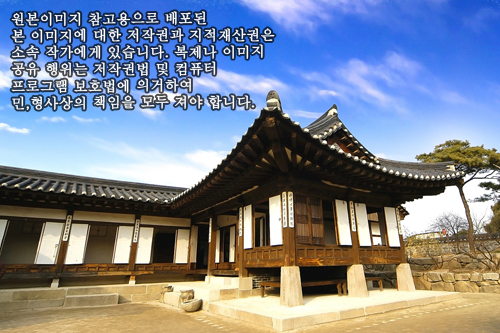 원본이미지 참고용으로 배포된
본 이미지에 대한 저작권과 지적재산권은
소속 작가에게 있습니다. 복제나 이미지
공유 행위는 저작권법 및 컴퓨터
프로그램 보호법에 의거하여
민,형사상의 책임을 모두 져야 합니다.